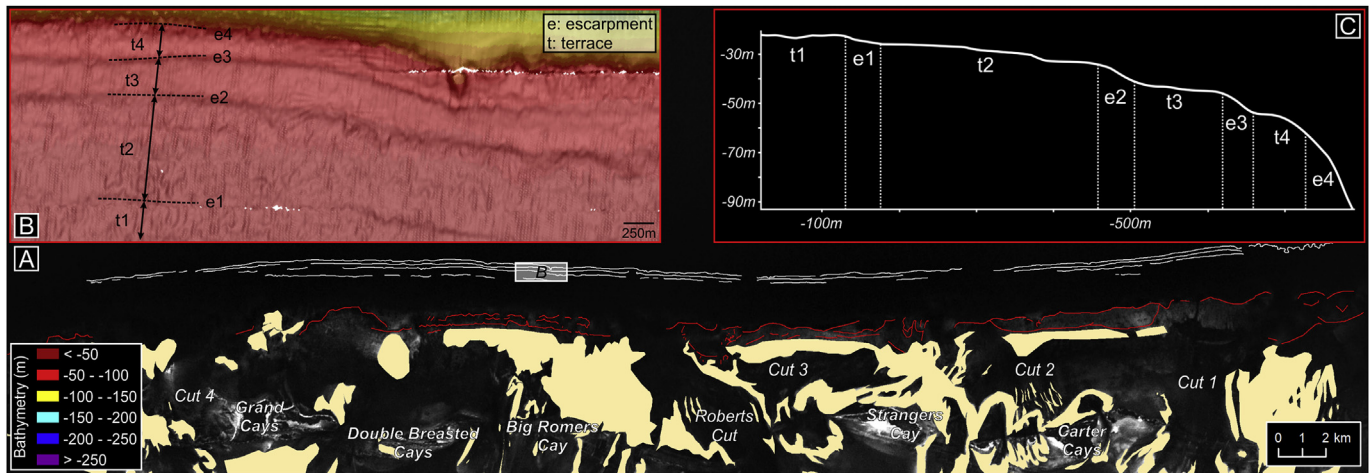 B
e: escarpment
t: terrace
e4
t4
e3
t3
e2
t2
e1
t1
250m
C
-30m
-50m
-70m
-90m
t1
e1
t2
e2
t3
e3
t4
e4
-100m
-500m
A
B
Bathymetry (m)
< -50
-50 - -100
-100 - -150
-150 - -200
-200 - -250
> -250
Cut 4
Grand
Cays
Double Breasted
Cays
Big Romers
Cay
Roberts
Cut
Cut 3
Strangers
Cay
Cut 2
Carter
Cays
Cut 1
0 1 2 km